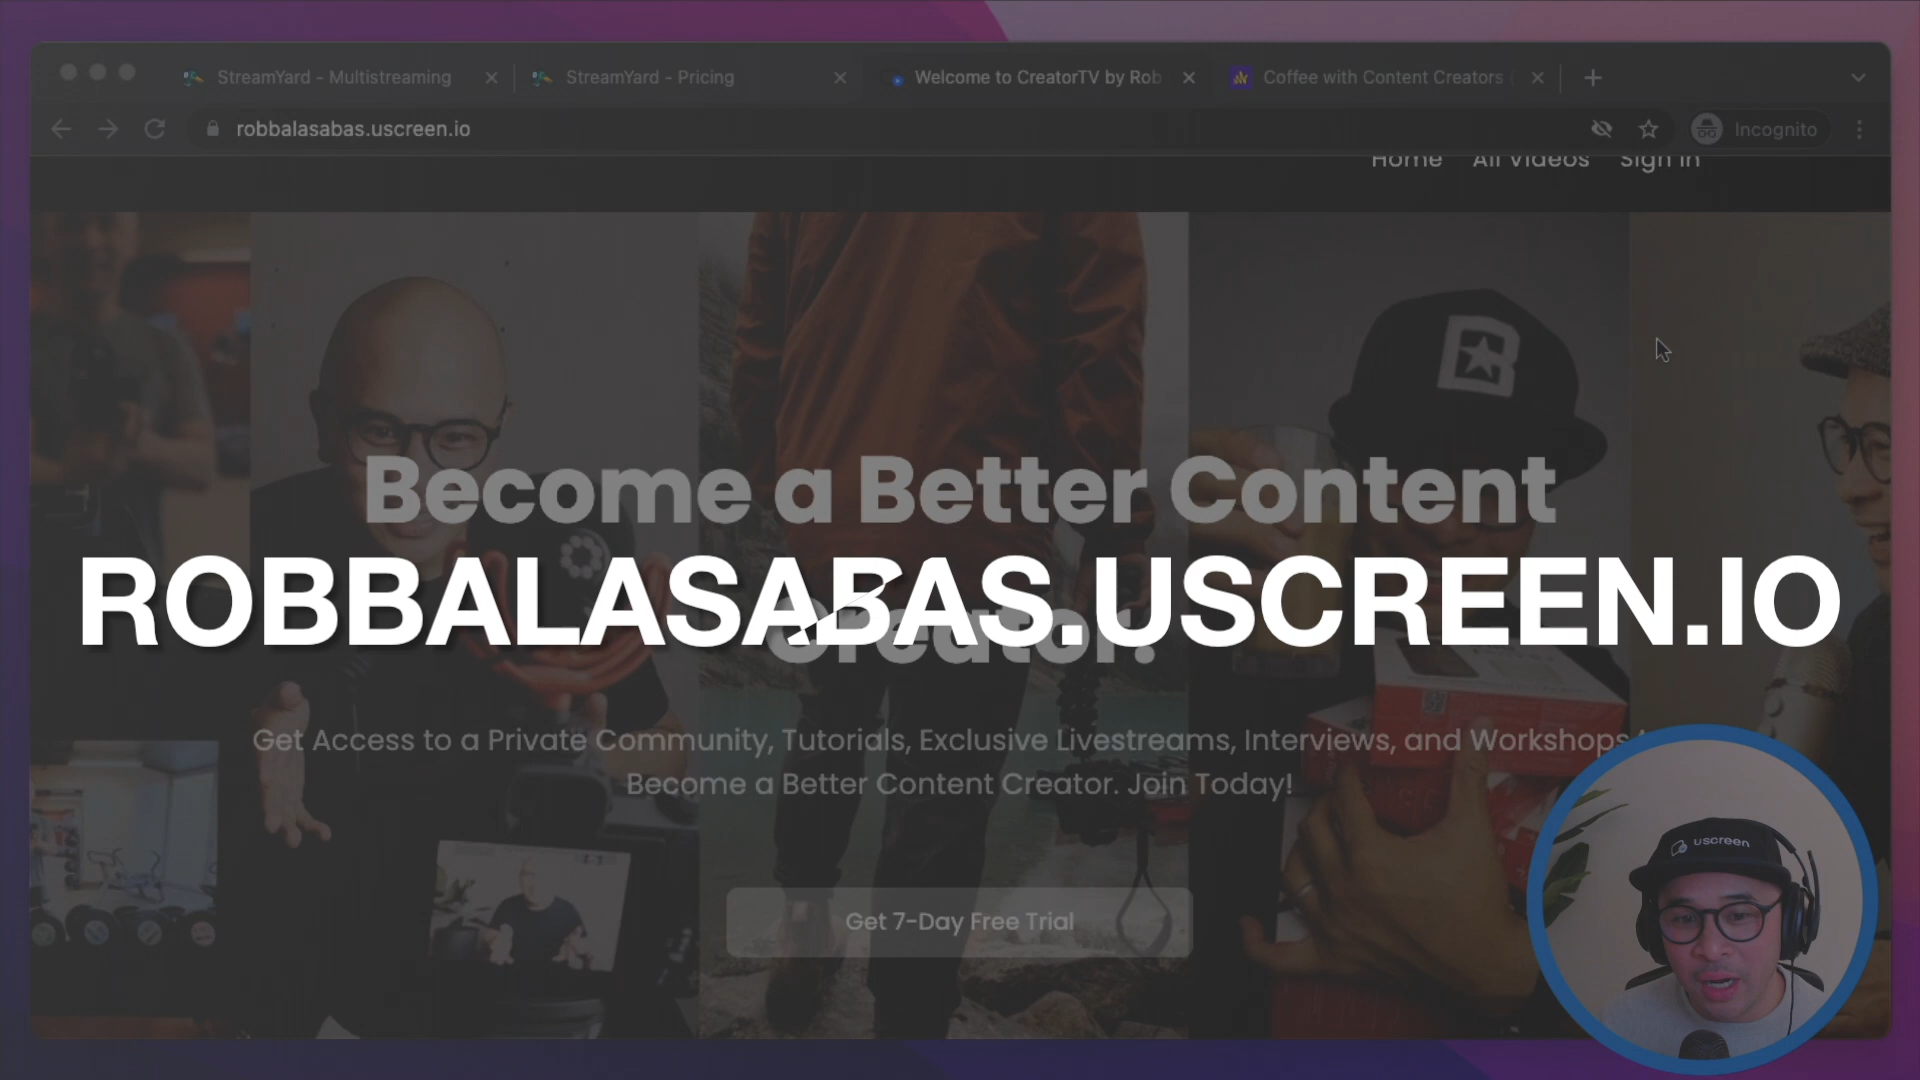 StreamYard - Multistreaming
StreamYard - Pricing
Welcome to CreatorTV by Rob
Coffee with Content Creators
robbalasabas.uscreen.io
Incognito
Home All Videos Sign in
Become a Better Content
ROBBALASABAS.USCREEN.IO
Creator.
Get Access to a Private Community, Tutorials, Exclusive Livestreams, Interviews, and Workshops
Become a Better Content Creator. Join Today!
uscreen
Get 7-Day Free Trial